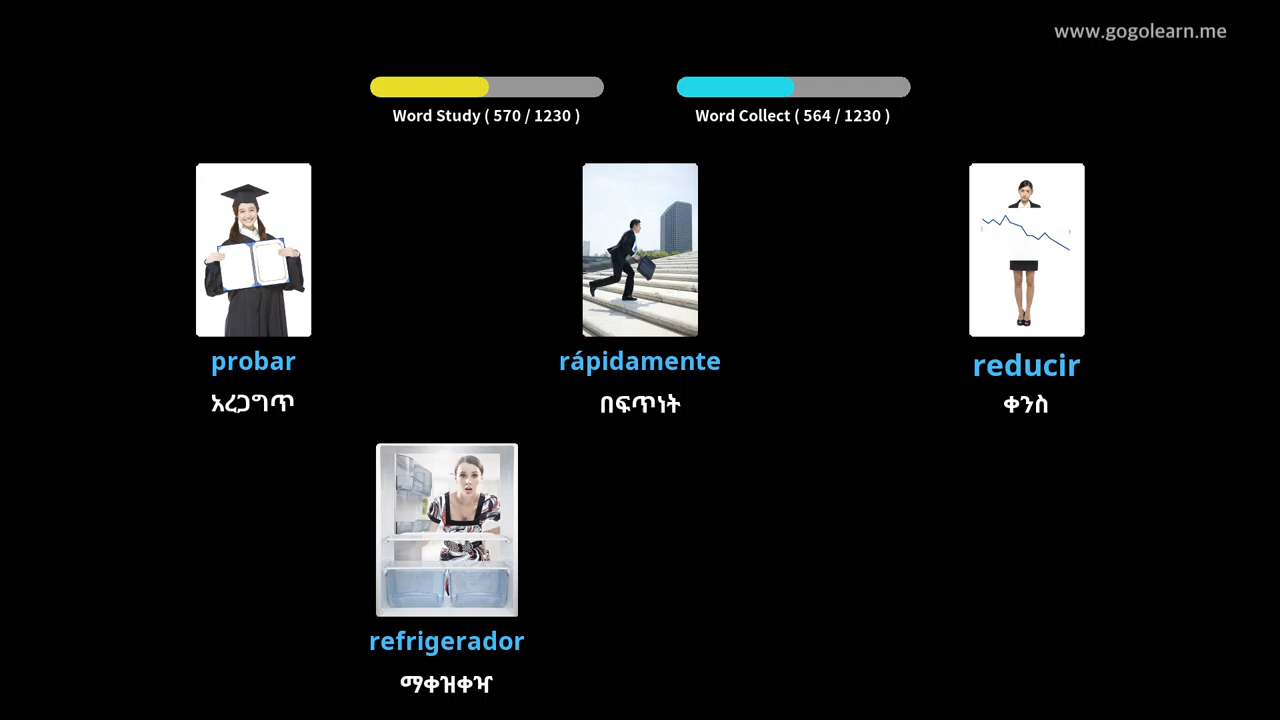 www.gogolearn.me
Word Study ( 570 / 1230 )
Word Collect ( 564 / 1230 )
probar
አረጋግጥ
rápidamente
በፍጥነት
reducir
ቀንስ
refrigerador
ማቀዝቀዣ